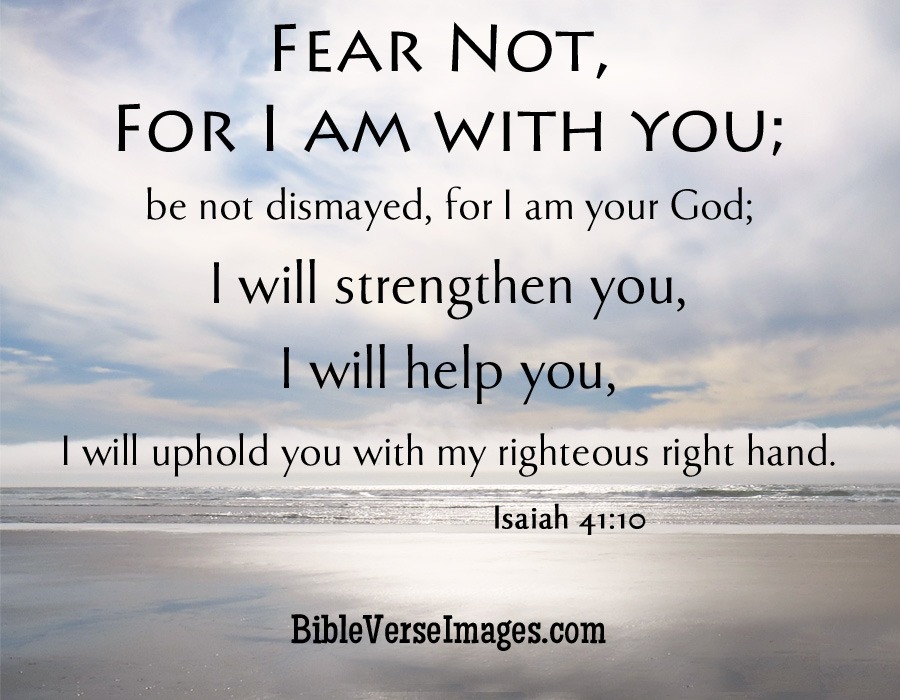 Fear Not,
For I am with you;
be not dismayed, for I am your God;
I will strengthen you,
I will help you,
I will uphold you with my righteous right hand.
Isaiah 41:10
BibleVerseImages.com